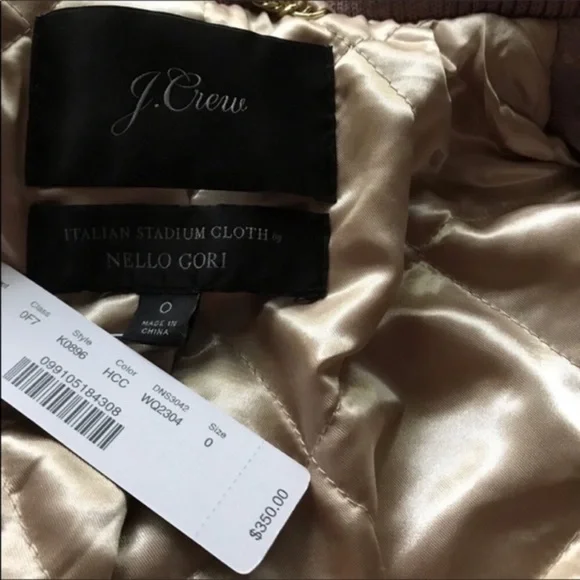 J.Crew
ITALIAN STADIUM CLOTH by
NELLO GORI
0
MADE IN
CHINA
Class Style Color DNS3042 Size
0F7 K0896 HCC WQ2304 0
099105184308
$350.00